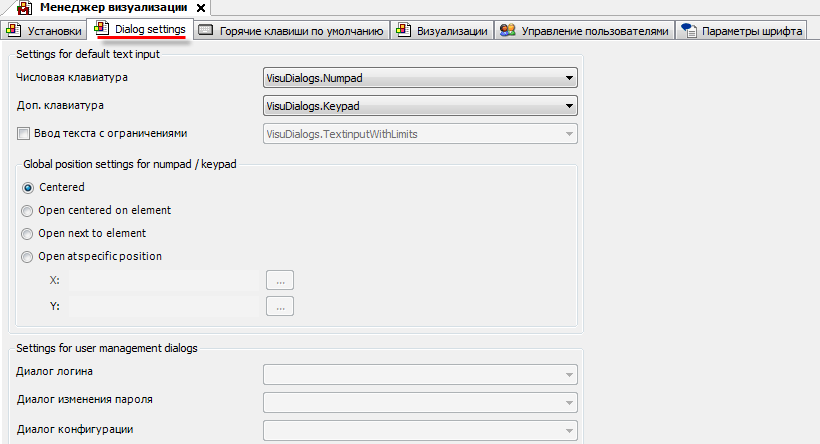 Менеджер визуализации
Установки Dialog settings Горячие клавиши по умолчанию Визуализации Управление пользователями Параметры шрифта
Settings for default text input
Числовая клавиатура VisuDialogs.Numpad
Доп. клавиатура VisuDialogs.Keypad
Ввод текста с ограничениями VisuDialogs.TextinputWithLimits
Global position settings for numpad / keypad
Centered
Open centered on element
Open next to element
Open at specific position
X: ...
Y: ...
Settings for user management dialogs
Диалог логина
Диалог изменения пароля
Диалог конфигурации